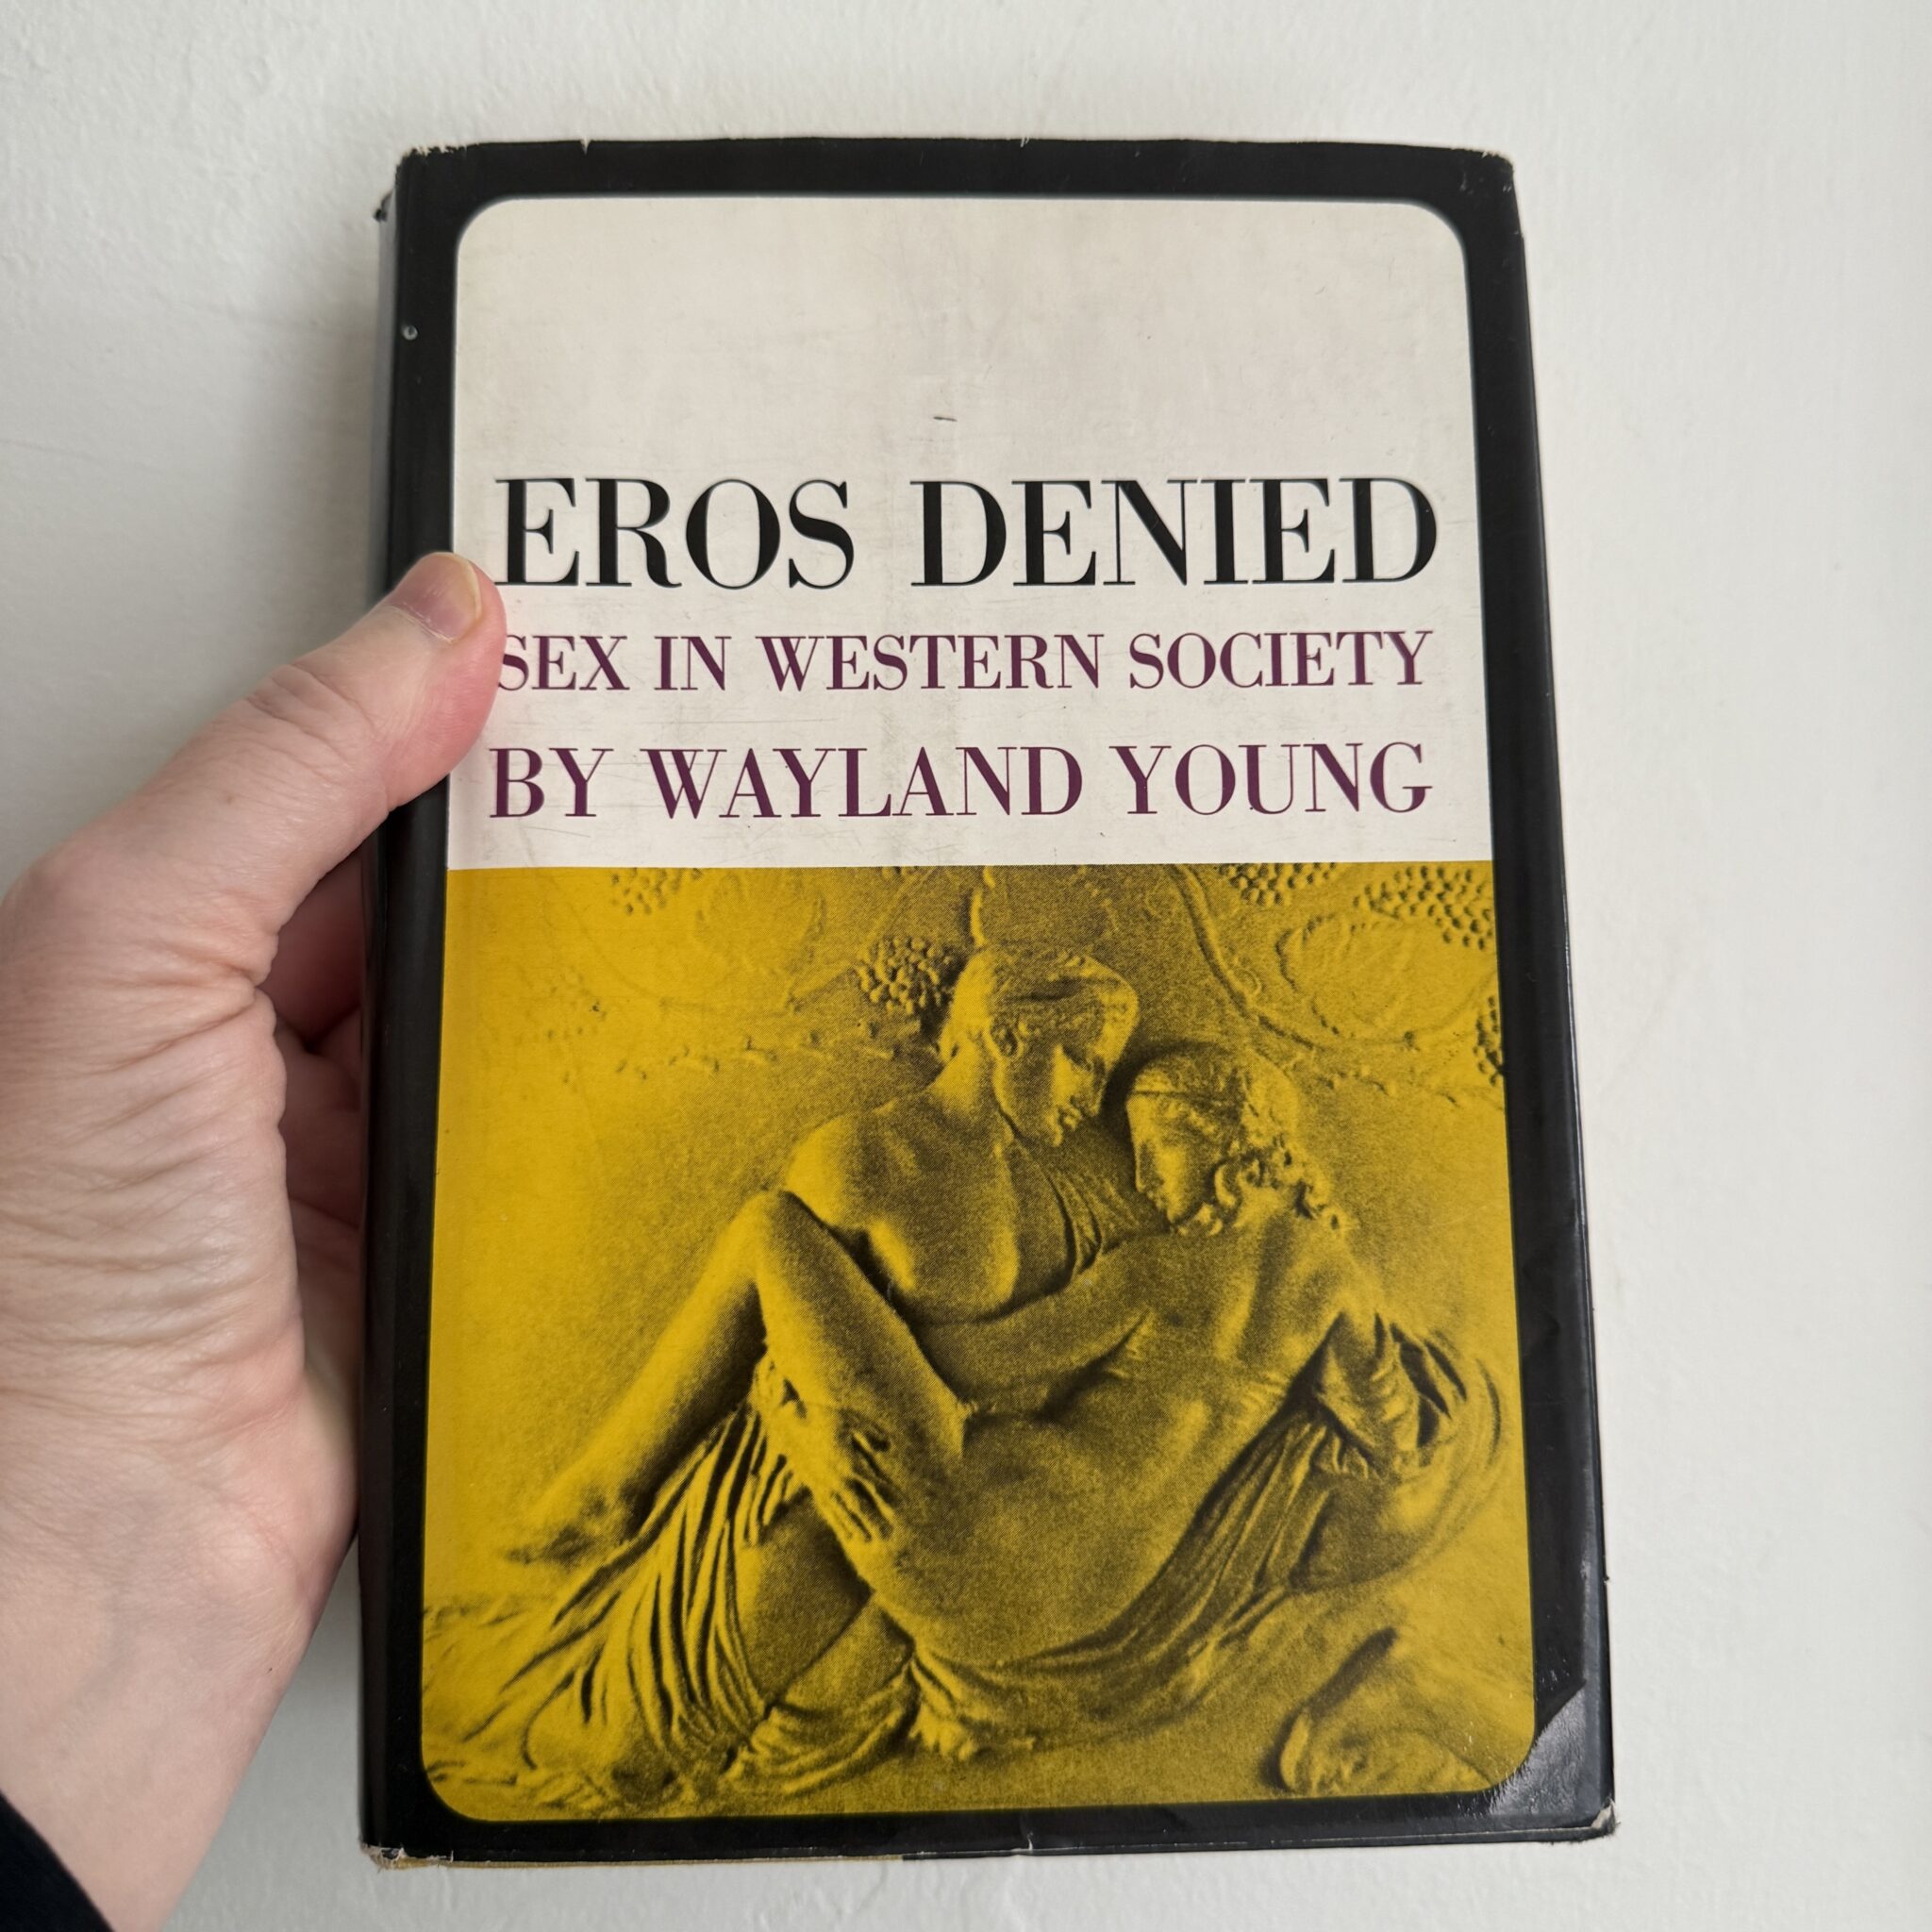 EROS DENIED
SEX IN WESTERN SOCIETY
BY WAYLAND YOUNG